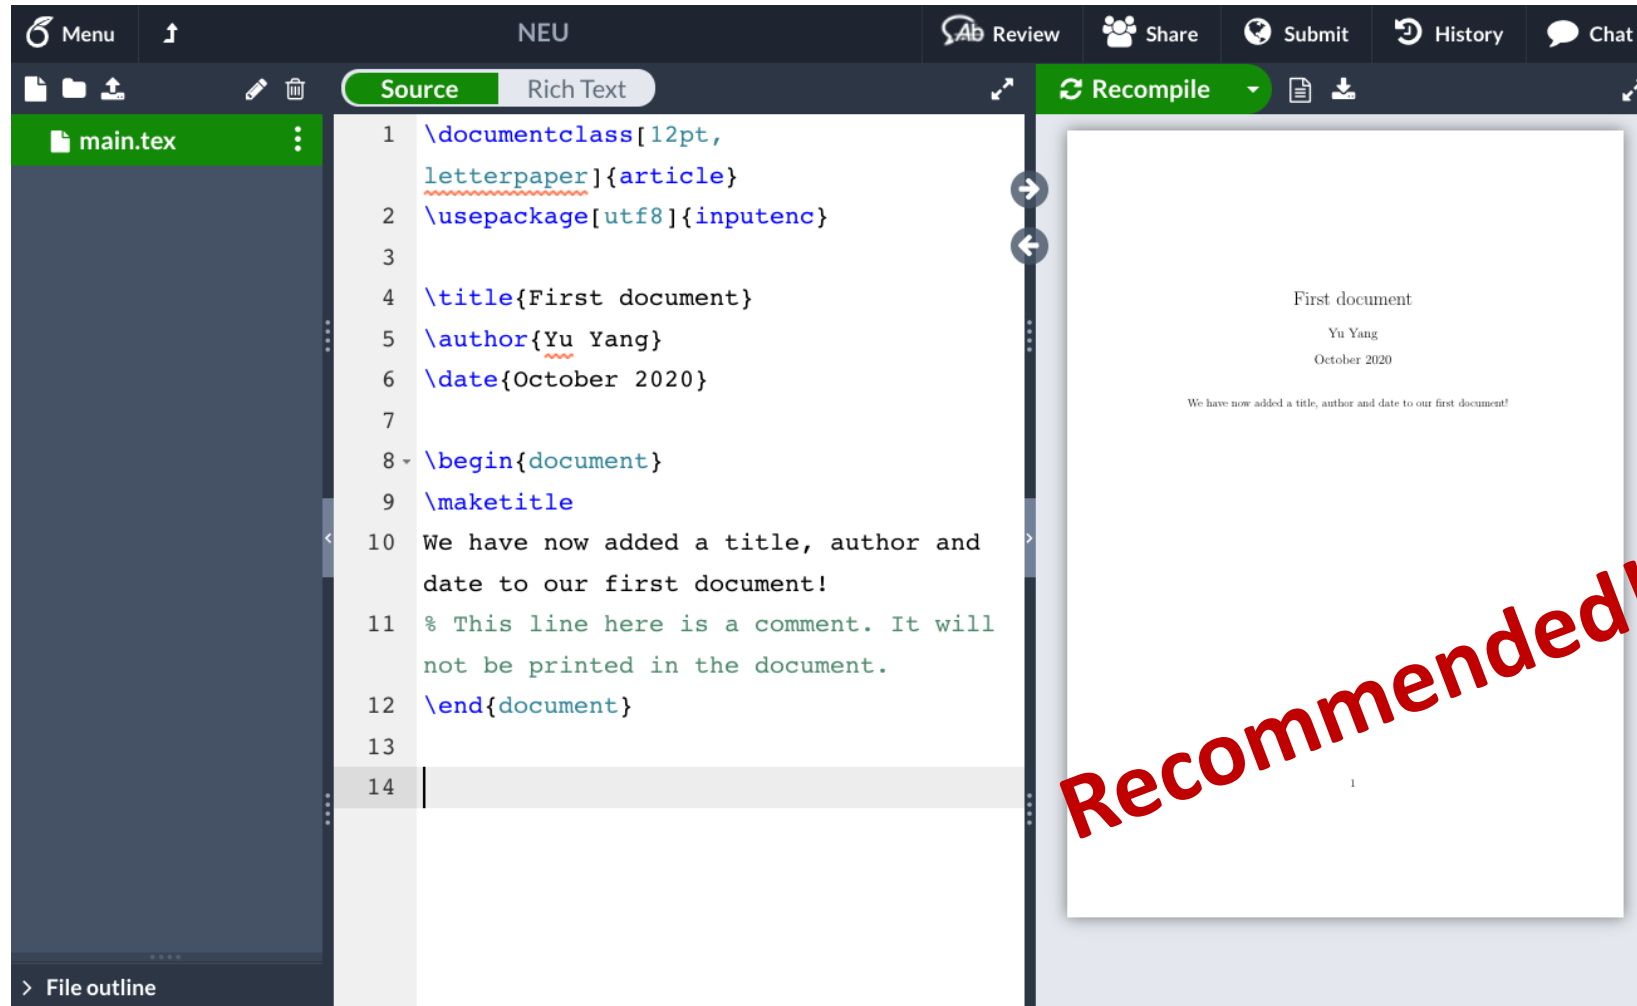 Menu
NEU
Review
Share
Submit
History
Chat
Source
Rich Text
Recompile
main.tex
1 \documentclass[12pt,
letterpaper]{article}
2 \usepackage[utf8]{inputenc}
3
4 \title{First document}
5 \author{Yu Yang}
6 \date{October 2020}
7
8 \begin{document}
9 \maketitle
10 We have now added a title, author and
date to our first document!
11 % This line here is a comment. It will
not be printed in the document.
12 \end{document}
13
14
File outline
First document
Yu Yang
October 2020
We have now added a title, author and date to our first document!
Recommended!
1